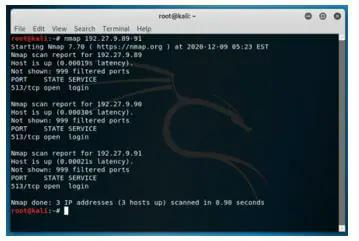 root@kali: ~
File Edit View Search Terminal Help
root@kali:~# nmap 192.27.9.89-91
Starting Nmap 7.70 ( https://nmap.org ) at 2020-12-09 05:23 EST
Nmap scan report for 192.27.9.89
Host is up (0.00019s latency).
Not shown: 999 filtered ports
PORT STATE SERVICE
513/tcp open login
Nmap scan report for 192.27.9.90
Host is up (0.00030s latency).
Not shown: 999 filtered ports
PORT STATE SERVICE
513/tcp open login
Nmap scan report for 192.27.9.91
Host is up (0.00021s latency).
Not shown: 999 filtered ports
PORT STATE SERVICE
513/tcp open login
Nmap done: 3 IP addresses (3 hosts up) scanned in 0.90 seconds
root@kali:~#